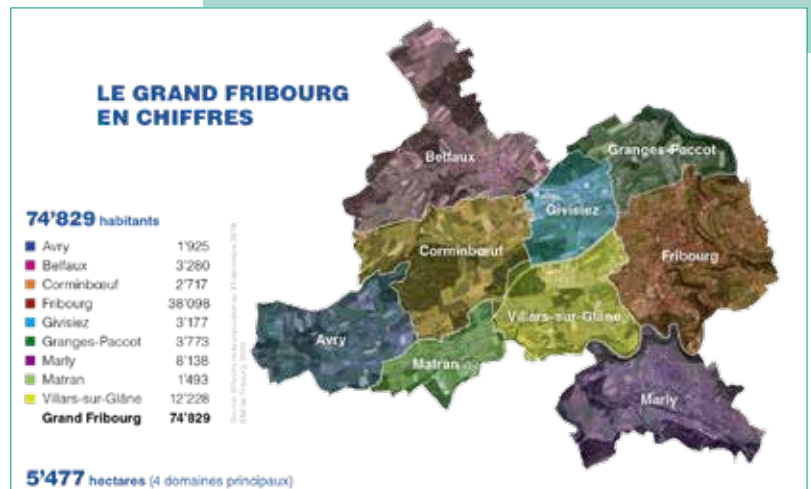 LE GRAND FRIBOURG
EN CHIFFRES
74'829 habitants
Avry 1'925
Belfaux 3'280
Corminbœuf 2'717
Fribourg 38'098
Givisiez 3'177
Granges-Paccot 3'773
Marly 8'138
Matran 1'493
Villars-sur-Glâne 12'228
Grand Fribourg 74'829
5'477 hectares (4 domaines principaux)
Belfaux
Granges-Paccot
Givisiez
Corminbœuf
Fribourg
Villars-sur-Glâne
Avry
Matran
Marly